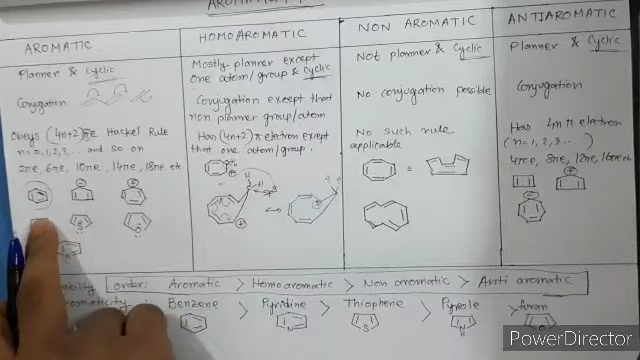 AROMATIC
Planner & Cyclic
Conjugation
Obeys (4n+2)πe Huckel Rule
n=0,1,2,3,... and so on
2πe, 6πe, 10πe, 14πe, 18πe etc.
HOMOAROMATIC
Mostly planner except
One atom/group & Cyclic
Conjugation except that
non planner group/atom
Has (4n+2)π electron except
that one atom/group.
NON AROMATIC
Not planner & Cyclic
No conjugation possible
No such rule
applicable
ANTIAROMATIC
Planner & Cyclic
Conjugation
Has 4nπ electron
(n=1,2,3...)
4πe, 8πe, 12πe, 16πe etc
order: Aromatic > Homoaromatic > Non aromatic > Anti aromatic
Benzene > Pyridine > Thiophene > Pyrrole > furan
N S N
H
PowerDirector